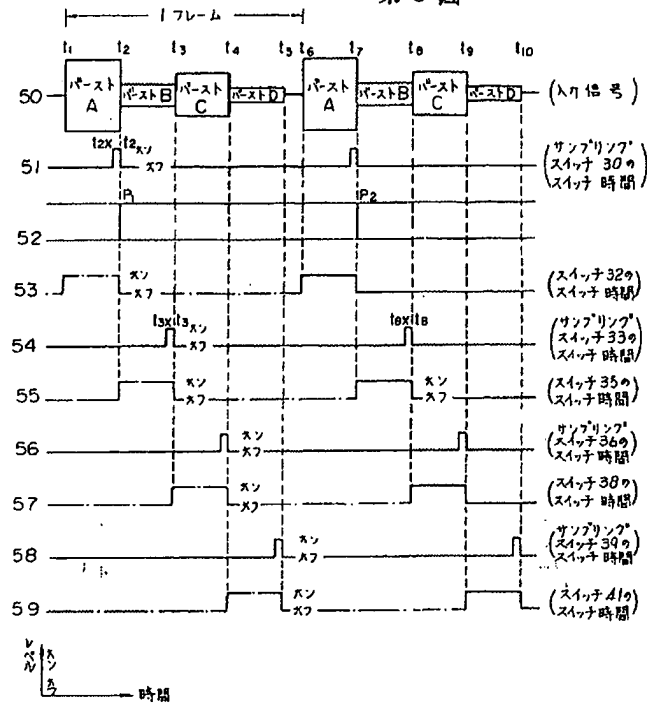 1フレーム
t1 t2 t3 t4 t5 t6 t7 t8 t9 t10
50 バースト A バーストB バースト C バーストD バースト A バーストB バースト C バーストD (入力信号)
51 t2x t2 オン オフ (サンプリング スイッチ30の スイッチ時間)
52 P1 P2
53 オン オフ (スイッチ32の スイッチ時間)
54 t3x t3 オン オフ t8x t8 (サンプリング スイッチ33の スイッチ時間)
55 オン オフ オン オフ (スイッチ35の スイッチ時間)
56 オン オフ (サンプリング スイッチ36の スイッチ時間)
57 オン オフ オン オフ (スイッチ38の スイッチ時間)
58 オン オフ (サンプリング スイッチ39の スイッチ時間)
59 オン オフ オン オフ (スイッチ41の スイッチ時間)
レベル オン オフ
時間